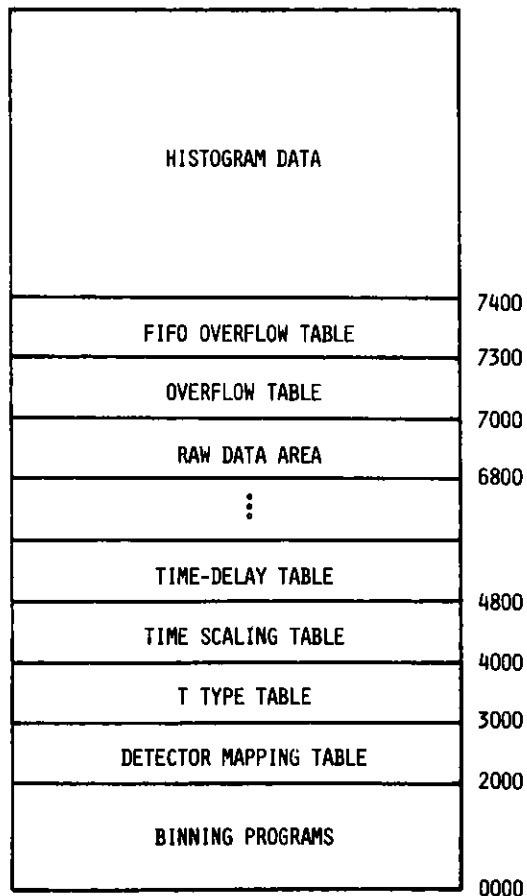 HISTOGRAM DATA
7400
FIFO OVERFLOW TABLE
7300
OVERFLOW TABLE
7000
RAW DATA AREA
6800
⋮
TIME-DELAY TABLE
4800
TIME SCALING TABLE
4000
T TYPE TABLE
3000
DETECTOR MAPPING TABLE
2000
BINNING PROGRAMS
0000